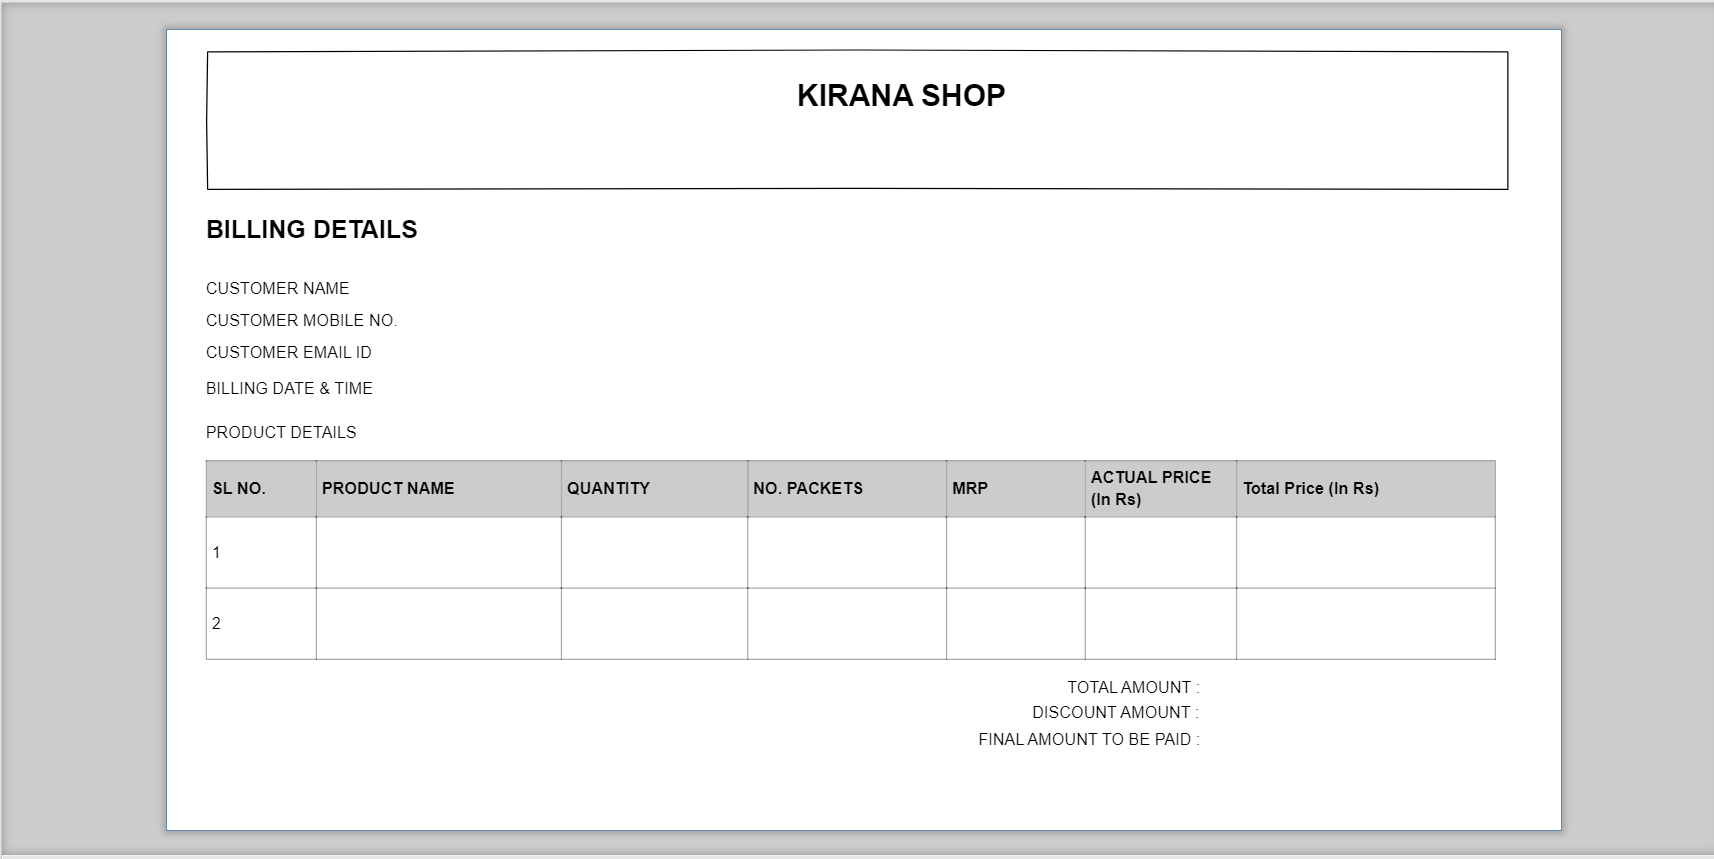 KIRANA SHOP
BILLING DETAILS
CUSTOMER NAME
CUSTOMER MOBILE NO.
CUSTOMER EMAIL ID
BILLING DATE & TIME
PRODUCT DETAILS
SL NO. PRODUCT NAME QUANTITY NO. PACKETS MRP ACTUAL PRICE (In Rs) Total Price (In Rs)
1
2
TOTAL AMOUNT :
DISCOUNT AMOUNT :
FINAL AMOUNT TO BE PAID :